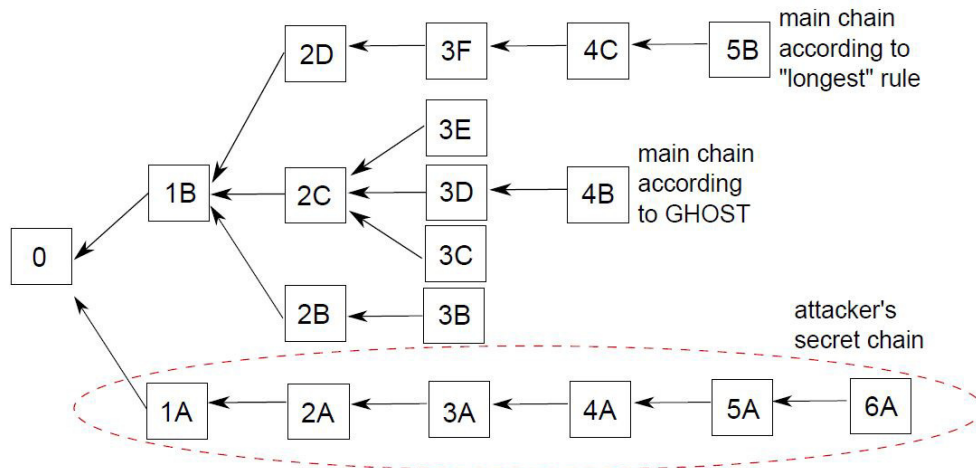 2D
3F
4C
5B
main chain
according to
"longest" rule
3E
1B
2C
3D
4B
main chain
according
to GHOST
0
3C
2B
3B
attacker's
secret chain
1A
2A
3A
4A
5A
6A